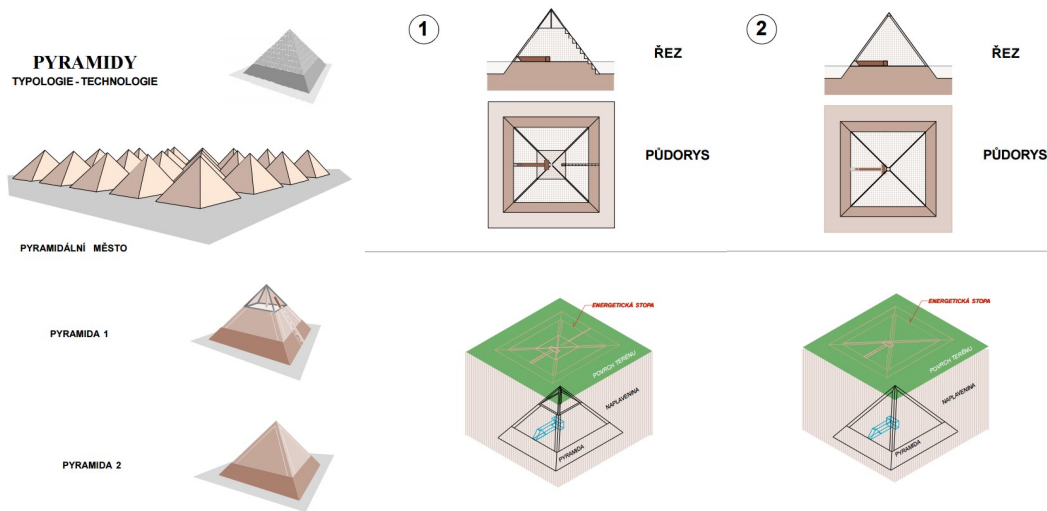 PYRAMIDY
TYPOLOGIE - TECHNOLOGIE
PYRAMIDÁLNÍ MĚSTO
PYRAMIDA 1
PYRAMIDA 2
1
ŘEZ
PŮDORYS
ENERGETICKÁ STOPA
POVRCH TERÉNU
NAPLAVENINA
PYRAMIDA
2
ŘEZ
PŮDORYS
ENERGETICKÁ STOPA
POVRCH TERÉNU
NAPLAVENINA
PYRAMIDA